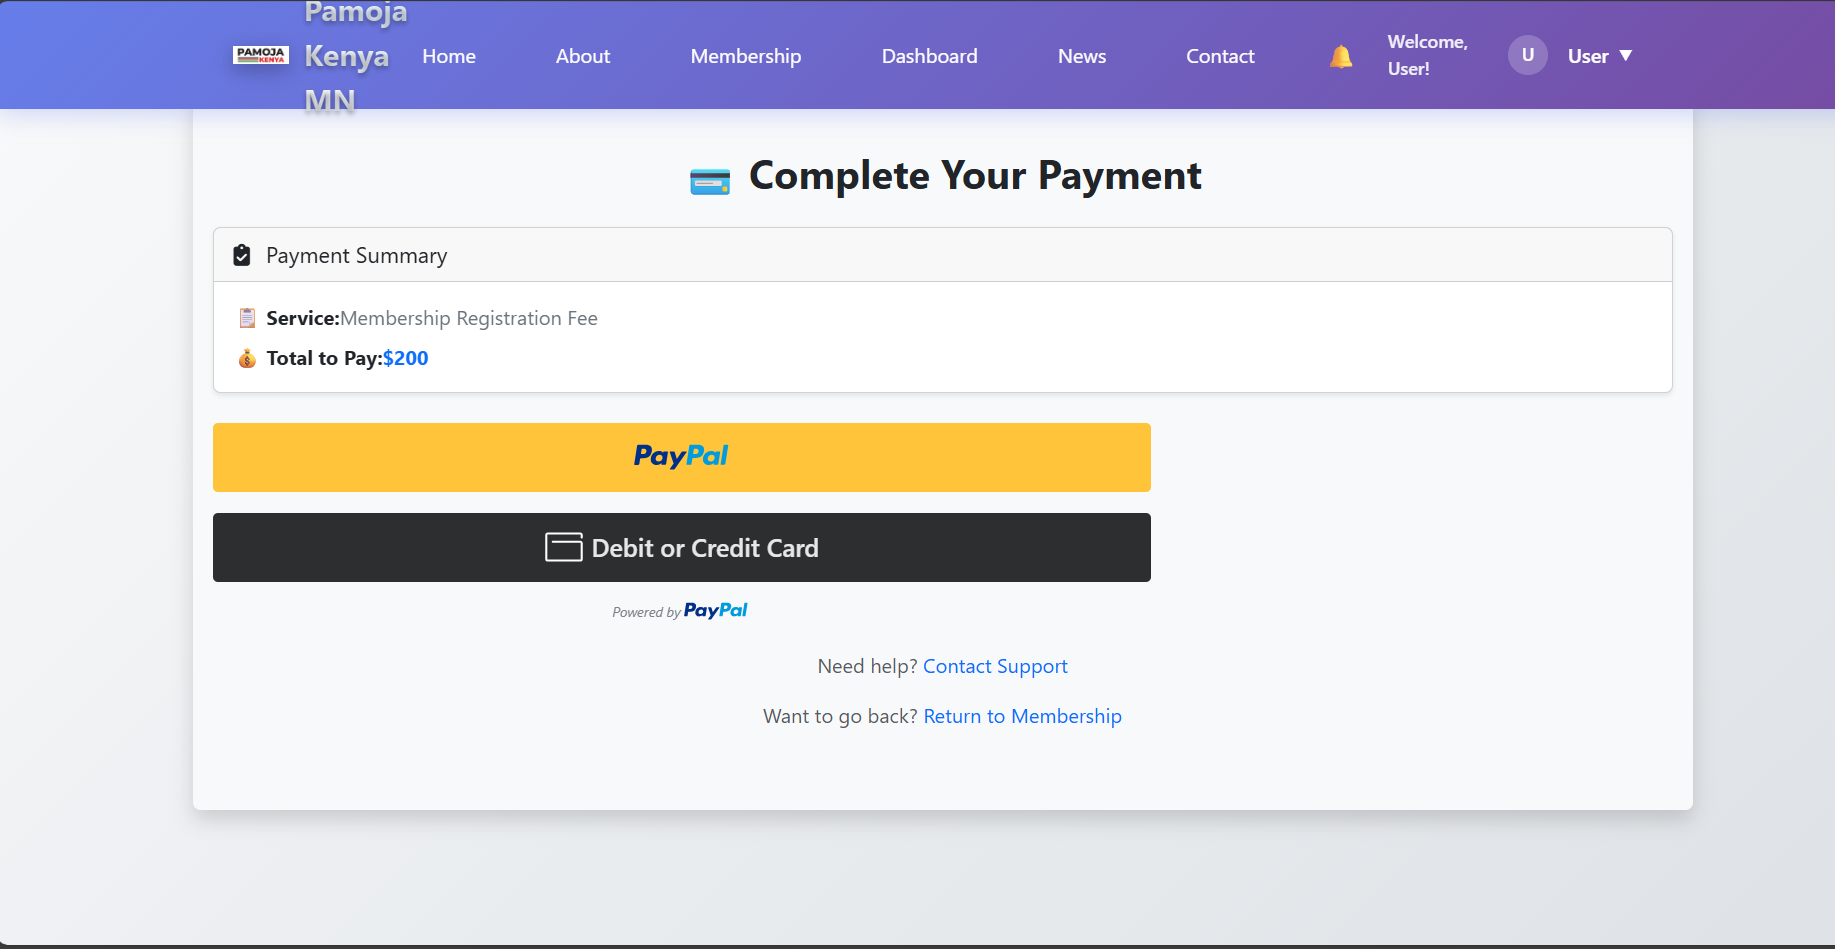 PAMOJA
KENYA
Pamoja
Kenya
MN
Home
About
Membership
Dashboard
News
Contact
Welcome,
User!
U
User ▼
Complete Your Payment
Payment Summary
Service:Membership Registration Fee
Total to Pay:$200
PayPal
Debit or Credit Card
Powered by PayPal
Need help? Contact Support
Want to go back? Return to Membership